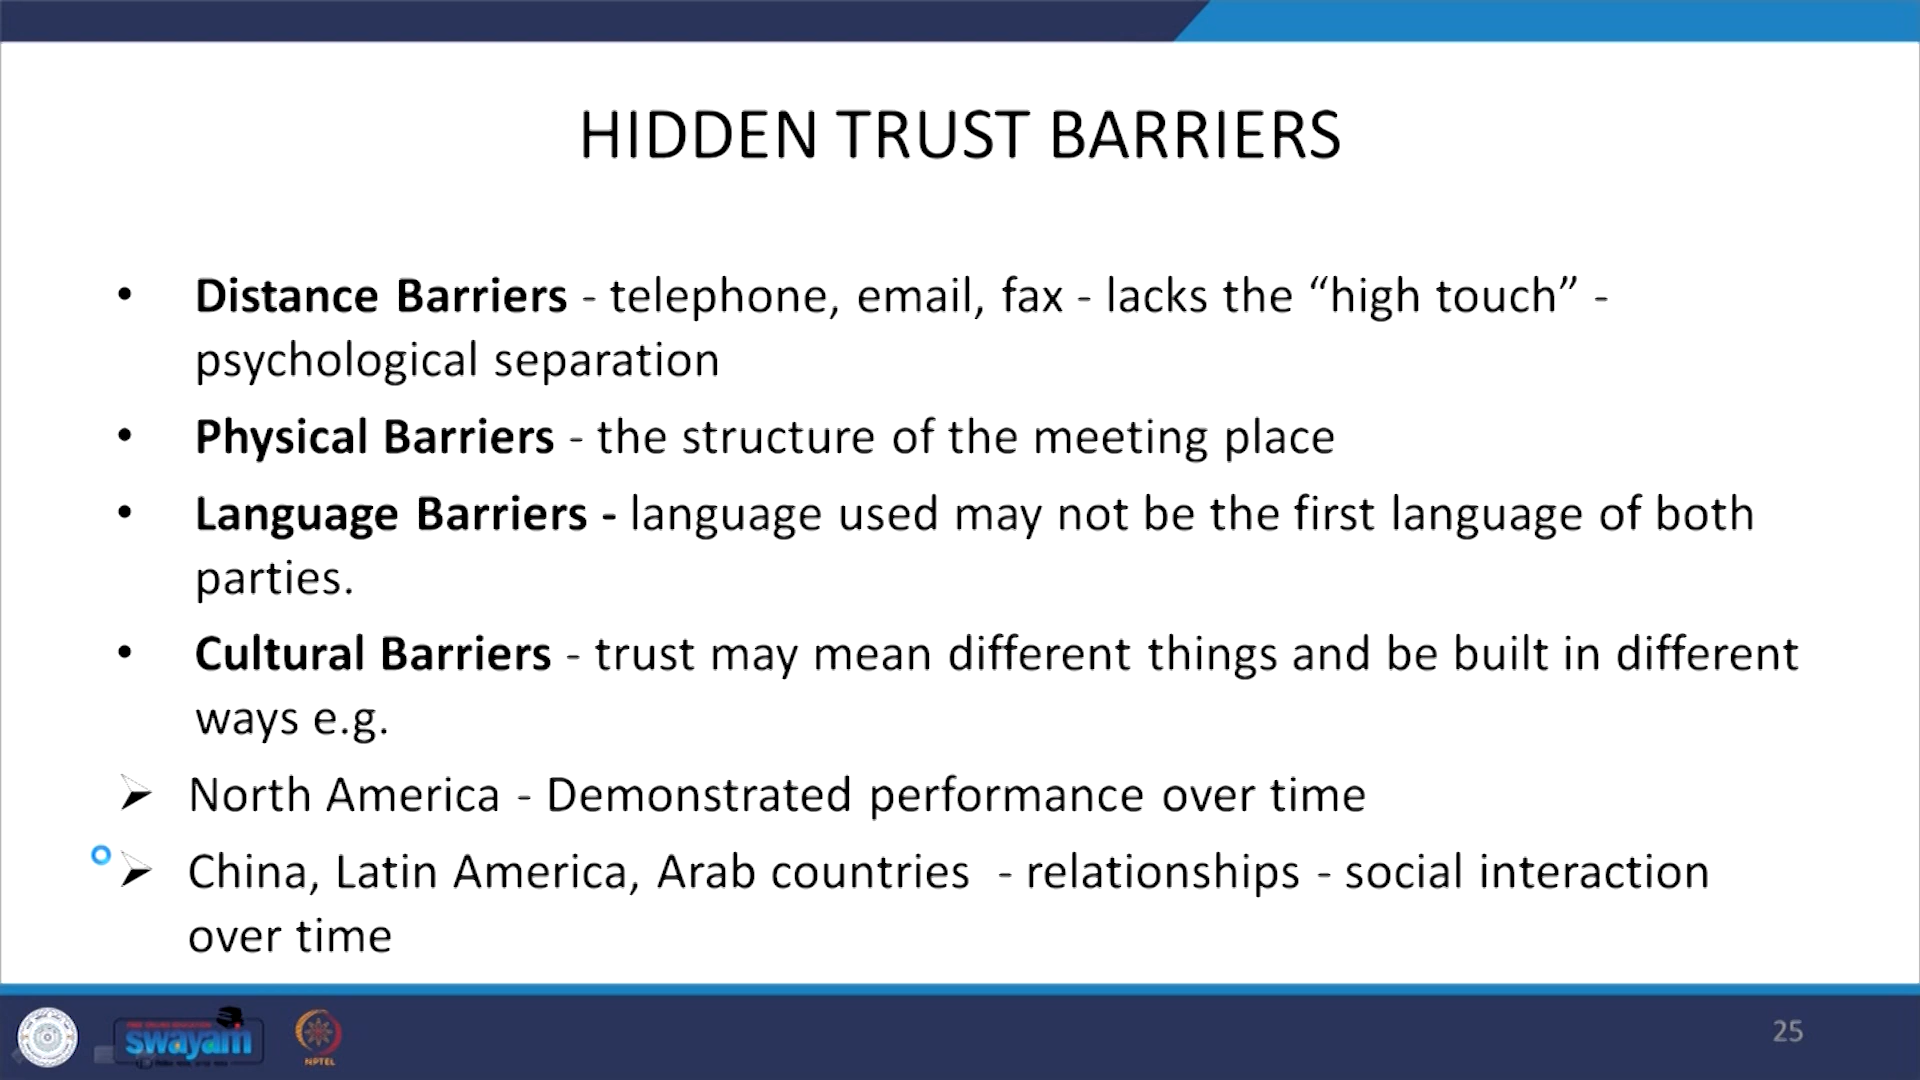 HIDDEN TRUST BARRIERS
• Distance Barriers - telephone, email, fax - lacks the “high touch” -
psychological separation
• Physical Barriers - the structure of the meeting place
• Language Barriers - language used may not be the first language of both
parties.
• Cultural Barriers - trust may mean different things and be built in different
ways e.g.
➢ North America - Demonstrated performance over time
➢ China, Latin America, Arab countries - relationships - social interaction
over time
swayam
NPTEL
25